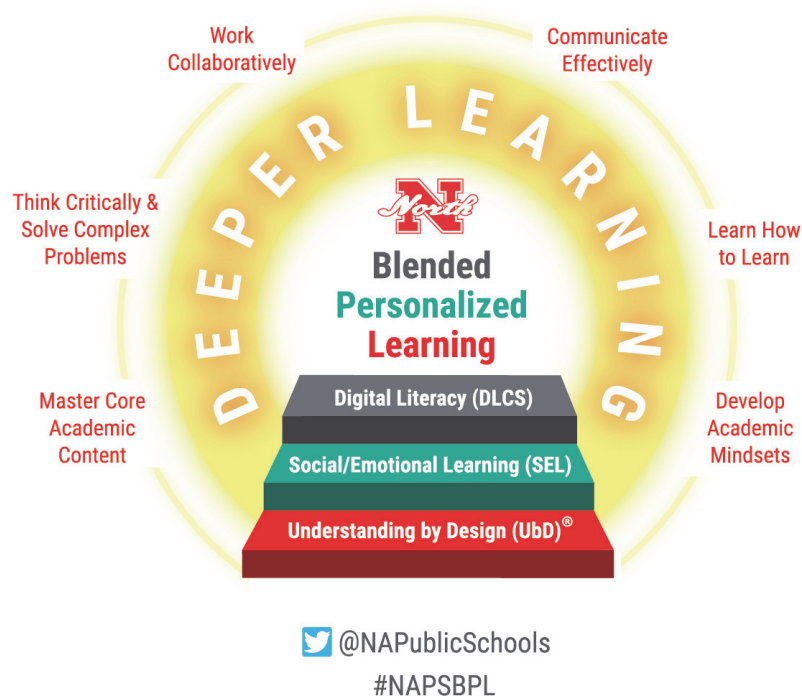 Work
Collaboratively
Communicate
Effectively
DEEPER LEARNING
Think Critically &
Solve Complex
Problems
N
North
Learn How
to Learn
Blended
Personalized
Learning
Master Core
Academic
Content
Develop
Academic
Mindsets
Digital Literacy (DLCS)
Social/Emotional Learning (SEL)
Understanding by Design (UbD)®
@NAPublicSchools
#NAPSBPL